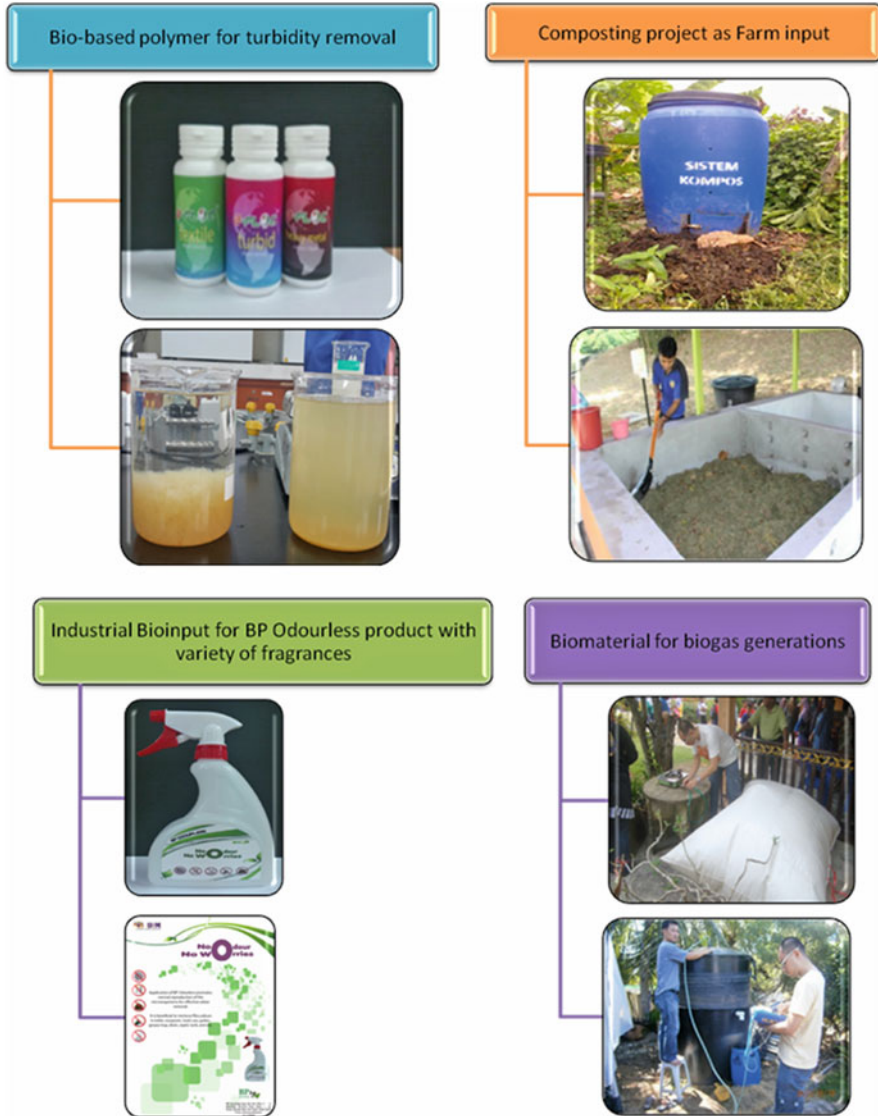 Bio-based polymer for turbidity removal
Composting project as Farm input
Textile
Turbid
SISTEM
KOMPOS
Industrial Bioinput for BP Odourless product with
variety of fragrances
Biomaterial for biogas generations
No Odour
No Worries
No Odour
No Worries